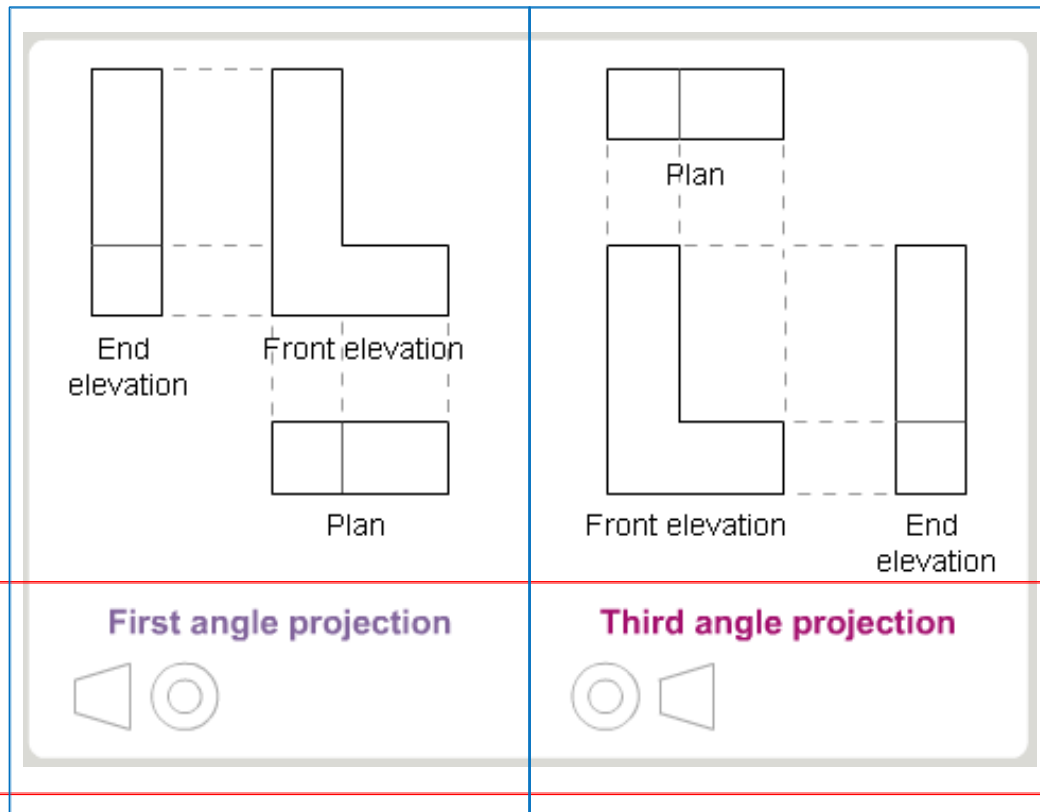 End
elevation
Front elevation
Plan
First angle projection
Plan
Front elevation
End
elevation
Third angle projection